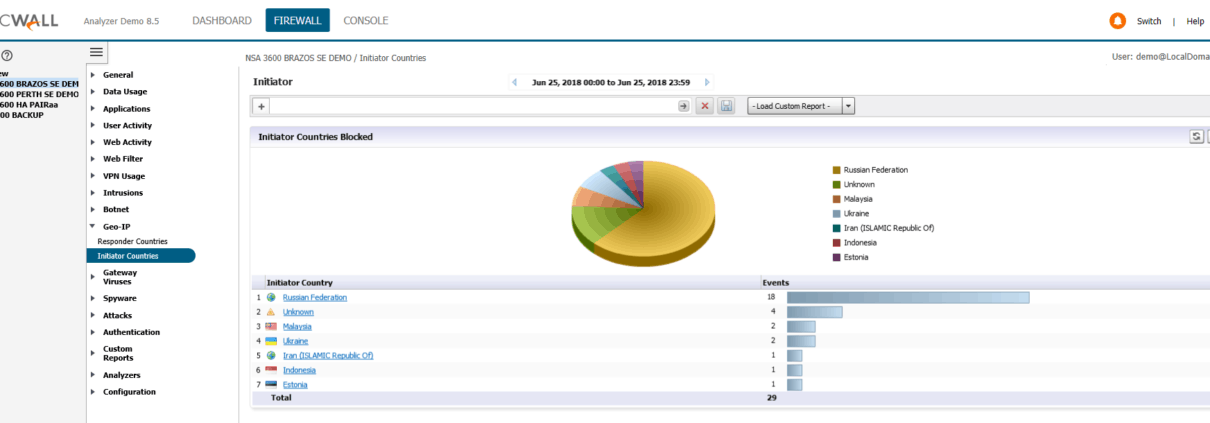 CWALL
Analyzer Demo 8.5
DASHBOARD
FIREWALL
CONSOLE
Switch | Help
ew
600 BRAZOS SE DEM
600 PERTH SE DEMO
600 HA PAIRaa
00 BACKUP
General
Data Usage
Applications
User Activity
Web Activity
Web Filter
VPN Usage
Intrusions
Botnet
Geo-IP
Responder Countries
Initiator Countries
Gateway
Viruses
Spyware
Attacks
Authentication
Custom
Reports
Analyzers
Configuration
NSA 3600 BRAZOS SE DEMO / Initiator Countries
User: demo@LocalDoma
Initiator
Jun 25, 2018 00:00 to Jun 25, 2018 23:59
+
- Load Custom Report -
Initiator Countries Blocked
Russian Federation
Unknown
Malaysia
Ukraine
Iran (ISLAMIC Republic Of)
Indonesia
Estonia
Initiator Country Events
1 Russian Federation 18
2 Unknown 4
3 Malaysia 2
4 Ukraine 2
5 Iran (ISLAMIC Republic Of) 1
6 Indonesia 1
7 Estonia 1
Total 29